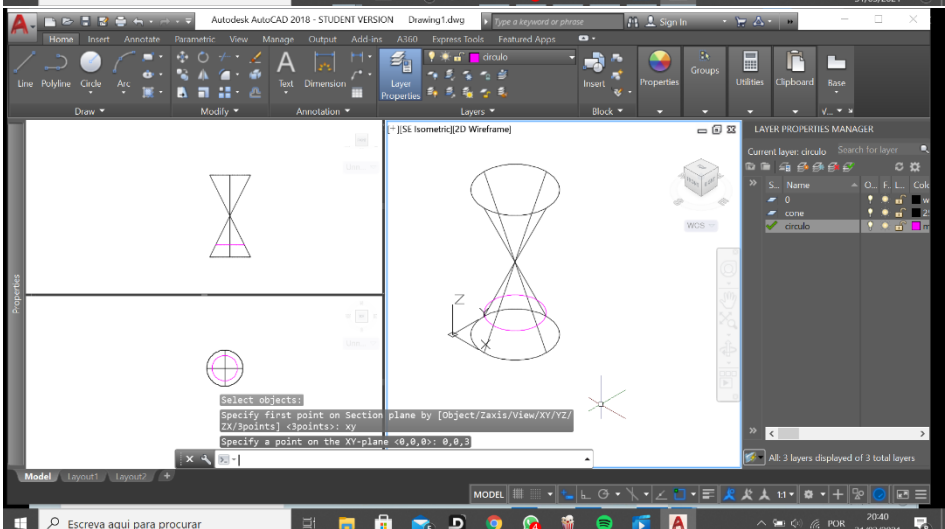 Autodesk AutoCAD 2018 - STUDENT VERSION Drawing1.dwg Type a keyword or phrase Sign In
Home Insert Annotate Parametric View Manage Output Add-ins A360 Express Tools Featured Apps
circulo
Line Polyline Circle Arc Text Dimension Layer Properties Insert Properties Groups Utilities Clipboard Base
Draw Modify Annotation Layers Block
[-][SE Isometric][2D Wireframe]
LAYER PROPERTIES MANAGER
Current layer: circulo Search for layer
S... Name O... F.. L... Colo
0 w
cone 2
circulo m
WCS
Properties
Z
Y
X
Select objects:
Specify first point on Section plane by [Object/Zaxis/View/XY/YZ/
ZX/3points] <3points>: xy
Specify a point on the XY-plane <0,0,0>: 0,0,3
All: 3 layers displayed of 3 total layers
Model Layout1 Layout2 +
MODEL 1:1
Escreva aqui para procurar
POR
20:40